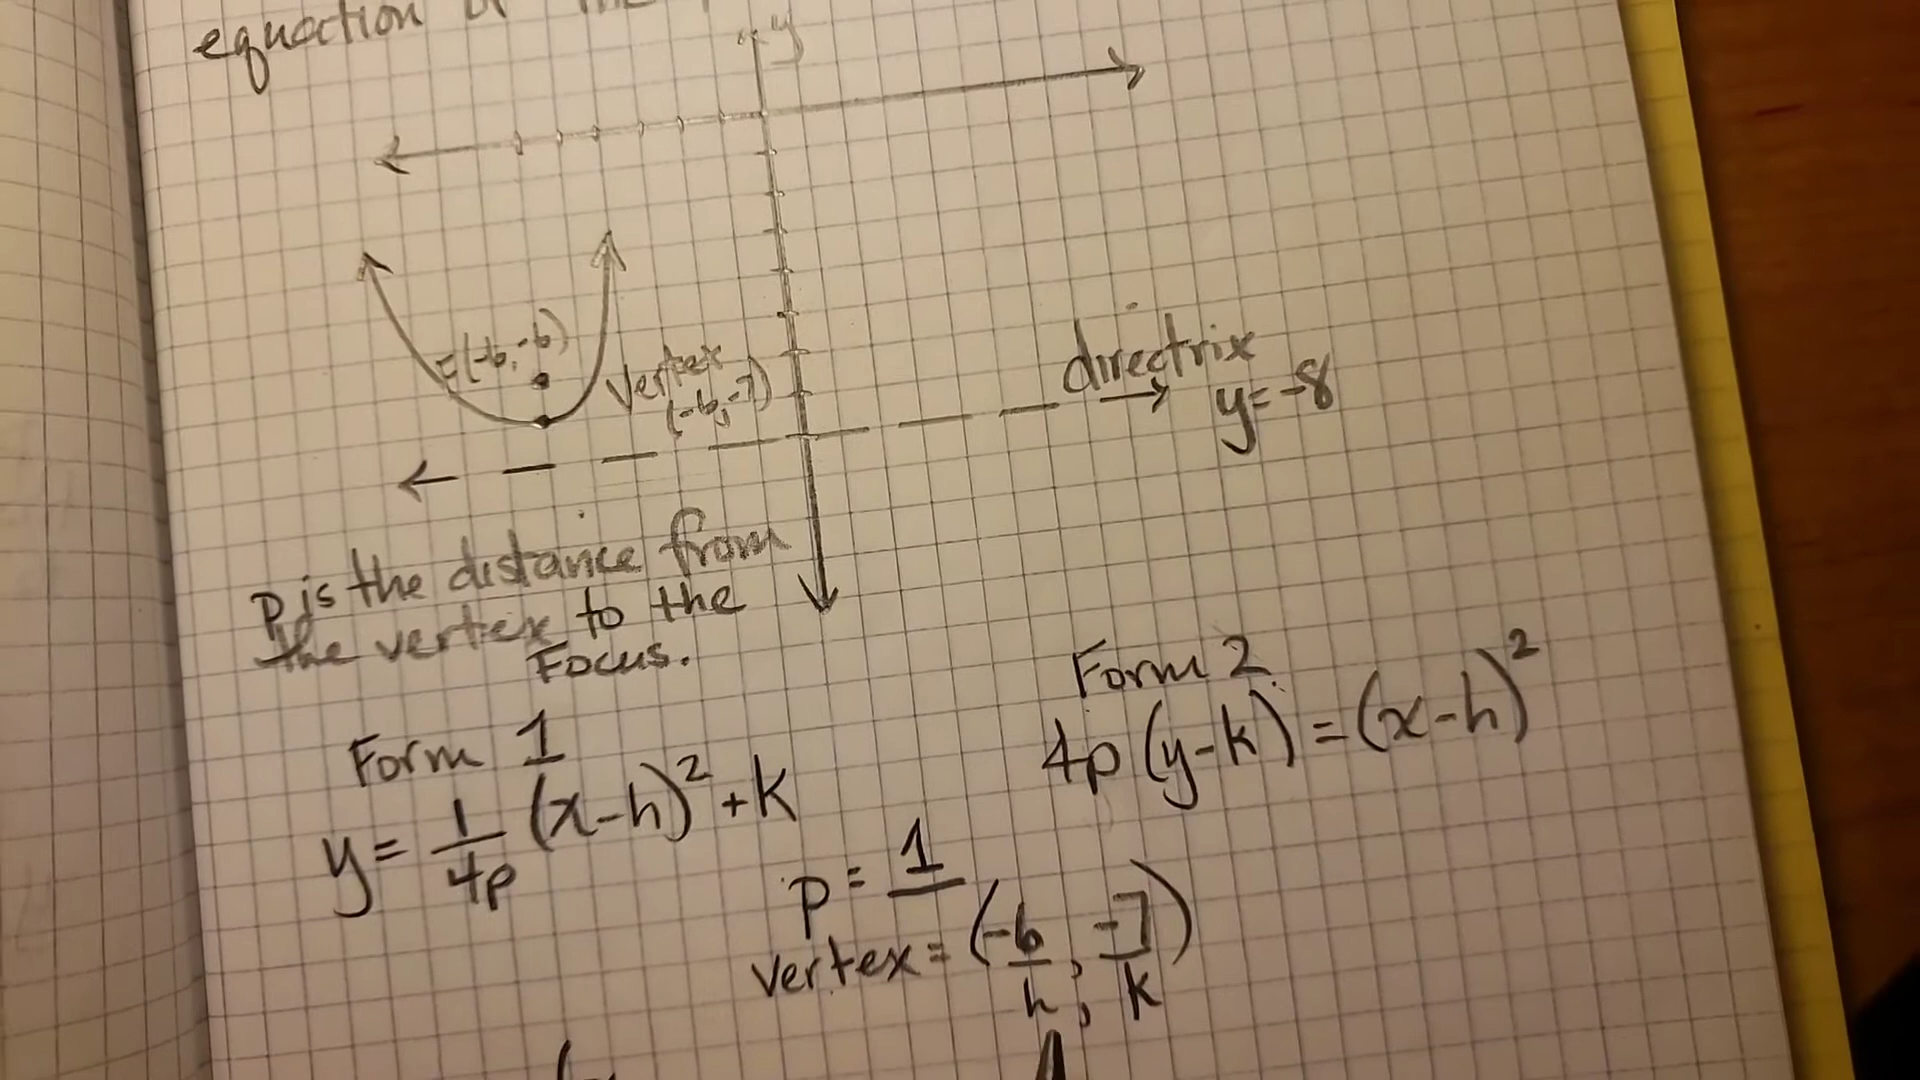 equation
y
F=(-6,-6)
vertex
(-6,-7)
directrix
y=-8
p is the distance from
the vertex to the
Focus.
Form 1
y = 1/4p (x-h)² + k
Form 2
4p (y-k) = (x-h)²
p = 1
vertex = (-6, -7)
h, k